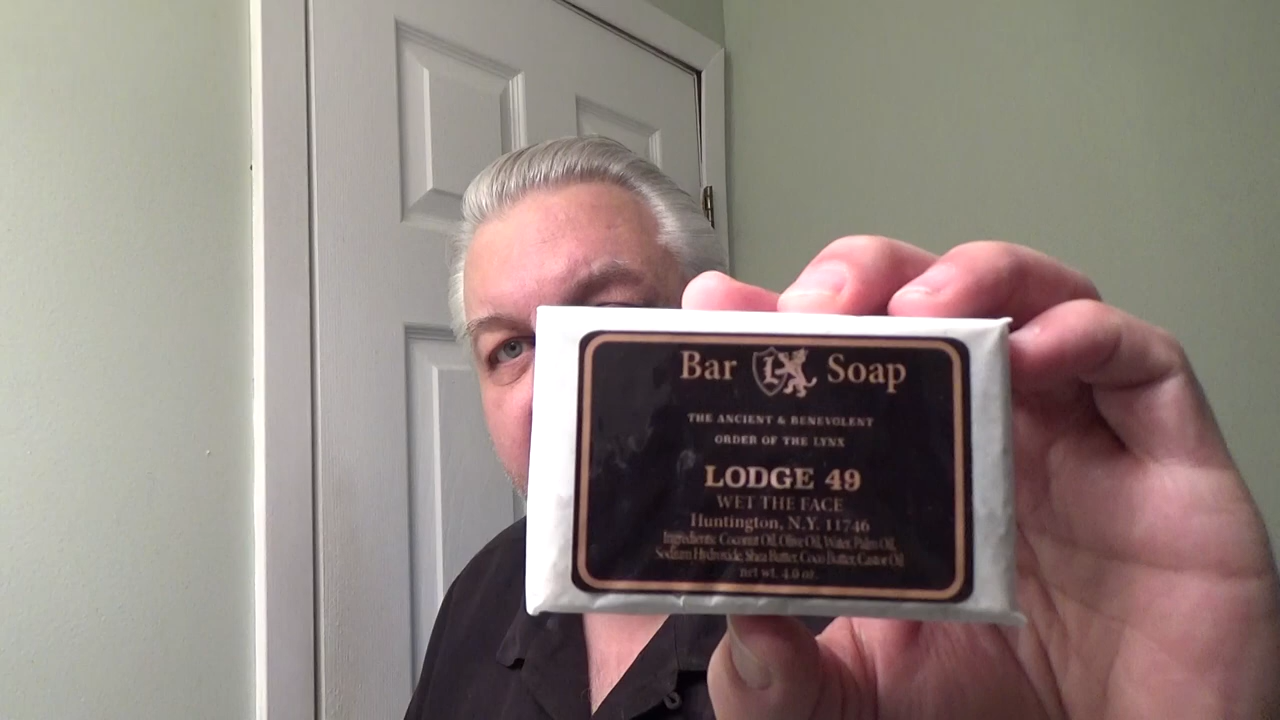 Bar LX Soap
THE ANCIENT & BENEVOLENT
ORDER OF THE LYNX
LODGE 49
WET THE FACE
Huntington, N.Y. 11746
Ingredients: Coconut Oil, Olive Oil, Water, Palm Oil,
Sodium Hydroxide, Shea Butter, Coco Butter, Castor Oil
net wt. 4.0 oz.